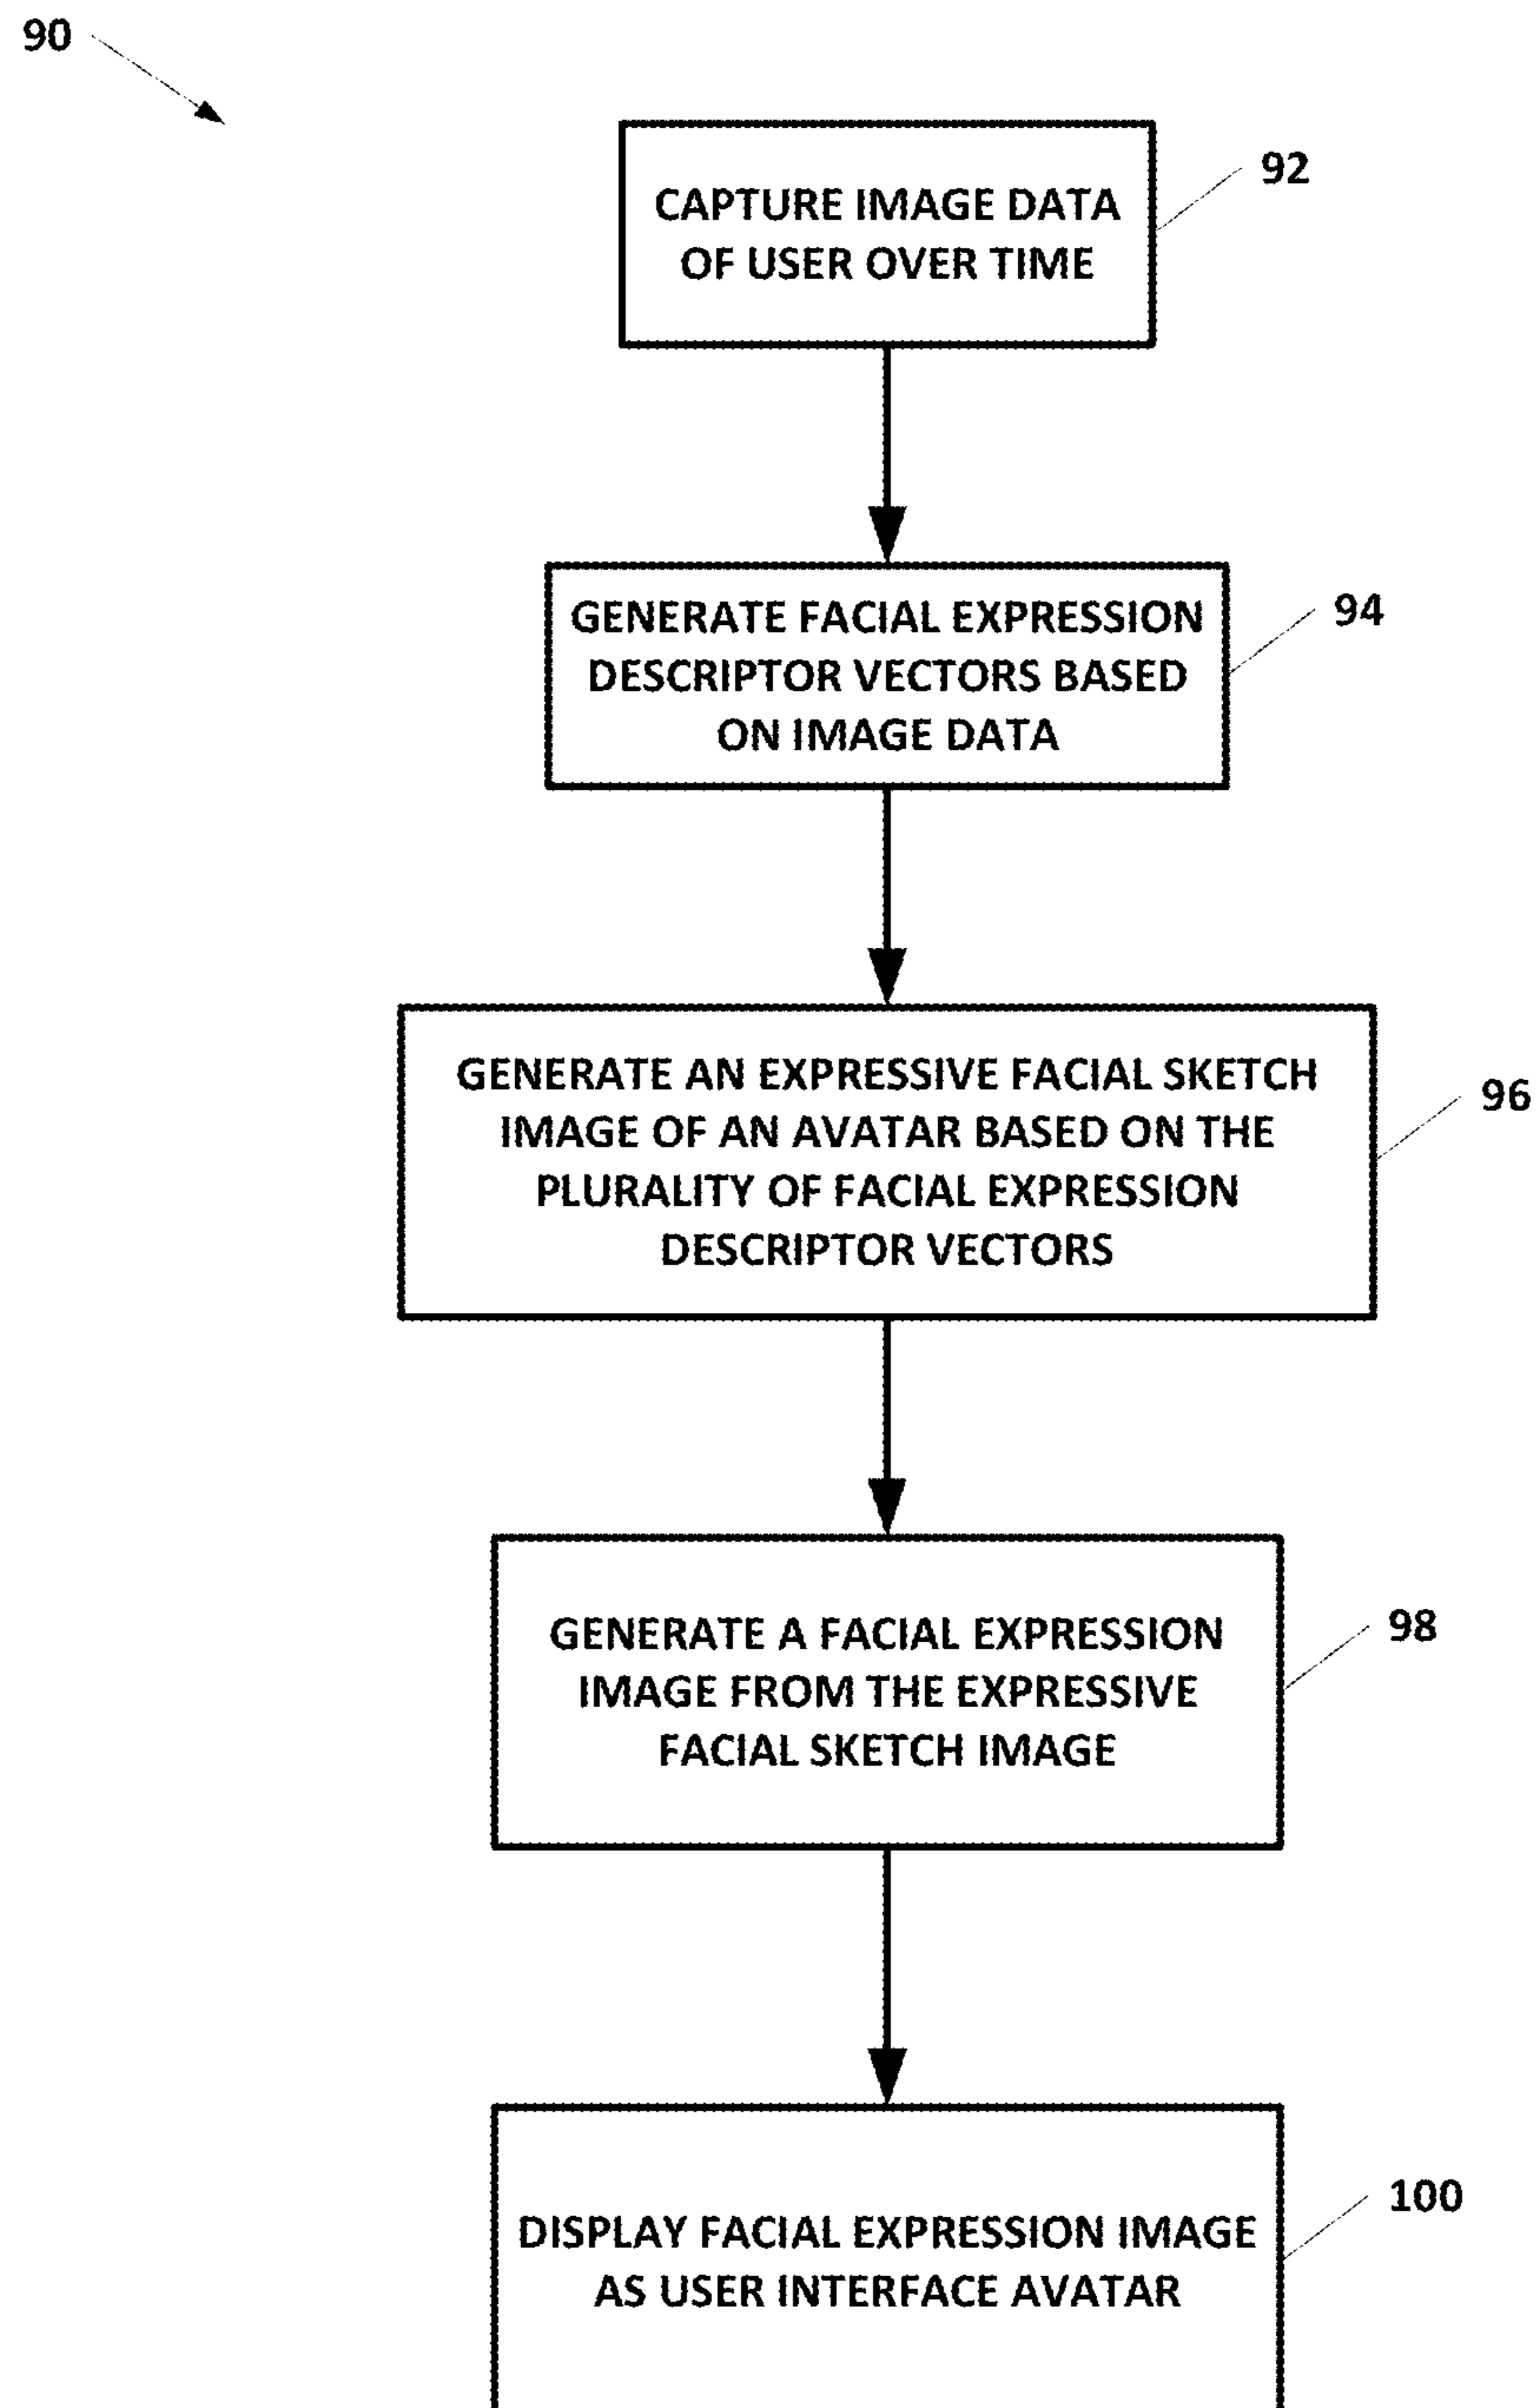 90
CAPTURE IMAGE DATA
OF USER OVER TIME
92
GENERATE FACIAL EXPRESSION
DESCRIPTOR VECTORS BASED
ON IMAGE DATA
94
GENERATE AN EXPRESSIVE FACIAL SKETCH
IMAGE OF AN AVATAR BASED ON THE
PLURALITY OF FACIAL EXPRESSION
DESCRIPTOR VECTORS
96
GENERATE A FACIAL EXPRESSION
IMAGE FROM THE EXPRESSIVE
FACIAL SKETCH IMAGE
98
DISPLAY FACIAL EXPRESSION IMAGE
AS USER INTERFACE AVATAR
100